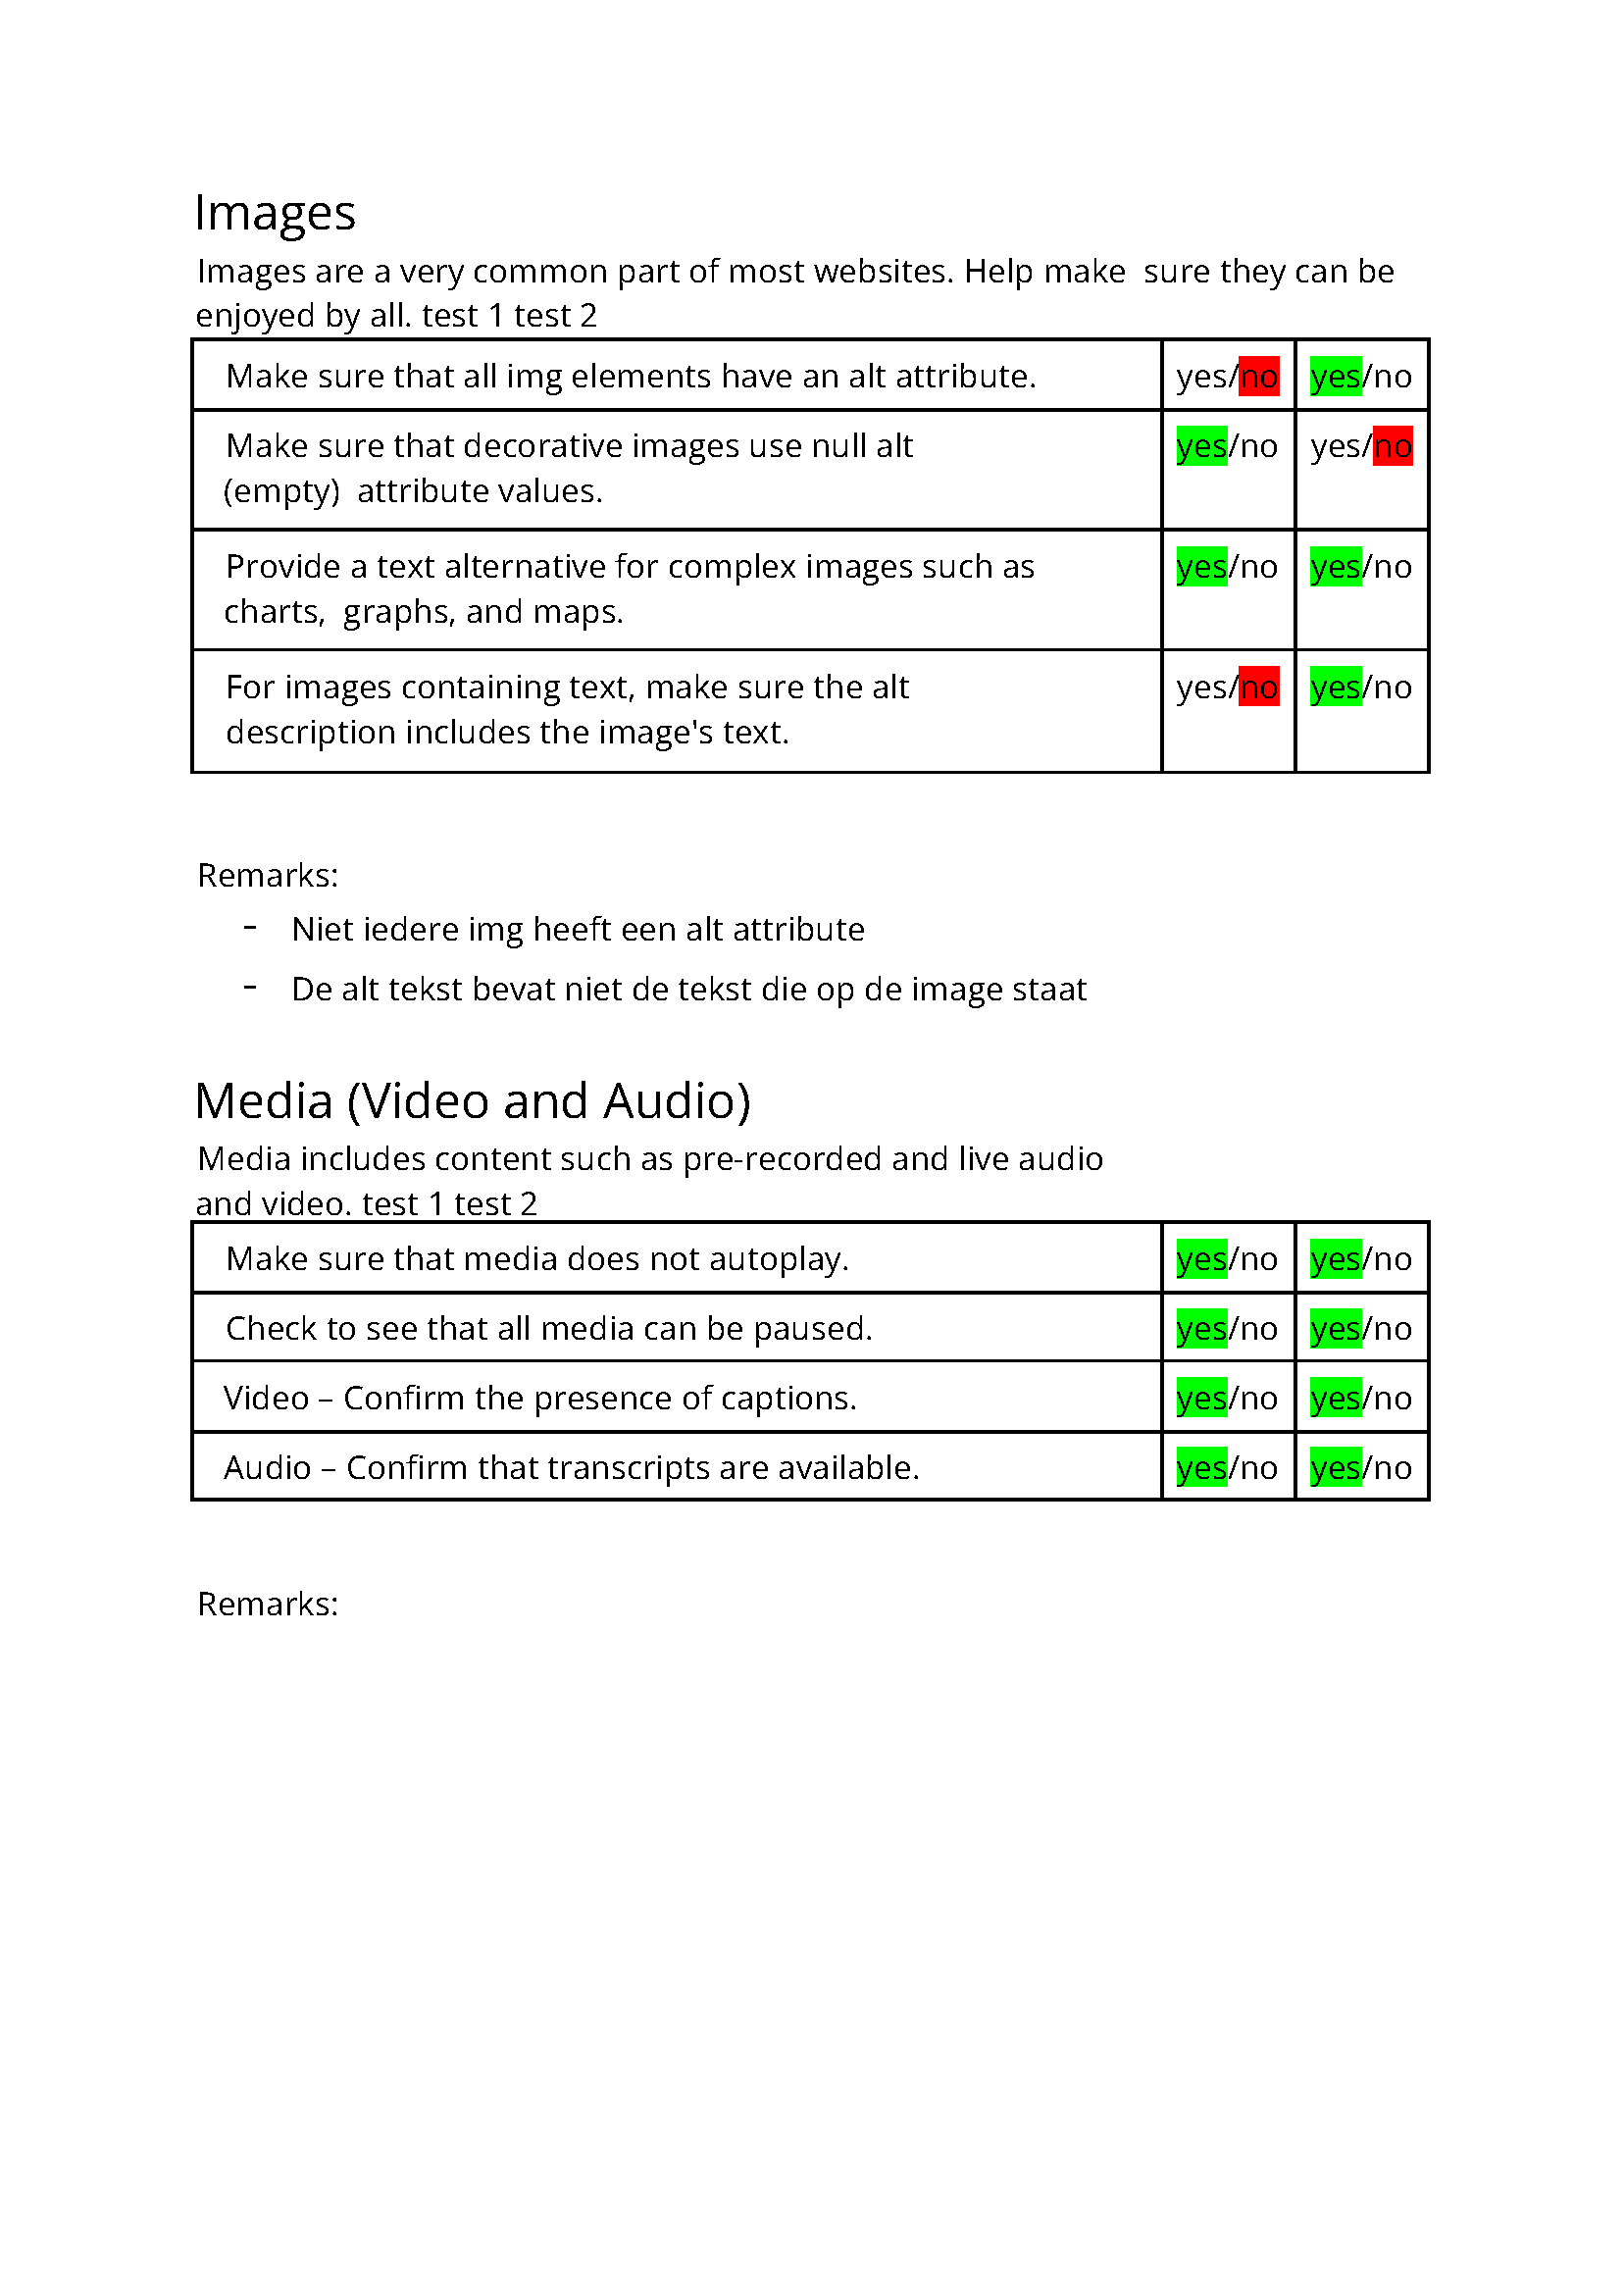 Images
Images are a very common part of most websites. Help make  sure they can be
enjoyed by all. test 1 test 2
Make sure that all img elements have an alt attribute. yes/no yes/no
Make sure that decorative images use null alt yes/no yes/no
(empty)  attribute values.
Provide a text alternative for complex images such as yes/no yes/no
charts,  graphs, and maps.
For images containing text, make sure the alt yes/no yes/no
description includes the image's text.
Remarks:
- Niet iedere img heeft een alt attribute
- De alt tekst bevat niet de tekst die op de image staat
Media (Video and Audio)
Media includes content such as pre-recorded and live audio
and video. test 1 test 2
Make sure that media does not autoplay. yes/no yes/no
Check to see that all media can be paused. yes/no yes/no
Video – Confirm the presence of captions. yes/no yes/no
Audio – Confirm that transcripts are available. yes/no yes/no
Remarks: